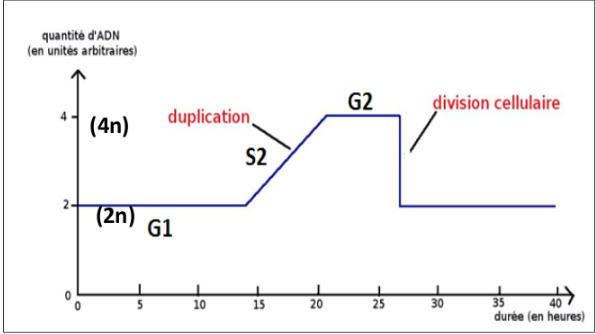 quantité d'ADN
(en unités arbitraires)
4
(4n)
duplication
G2
division cellulaire
S2
2
(2n)
G1
0
0 5 10 15 20 25 30 35 40
durée (en heures)